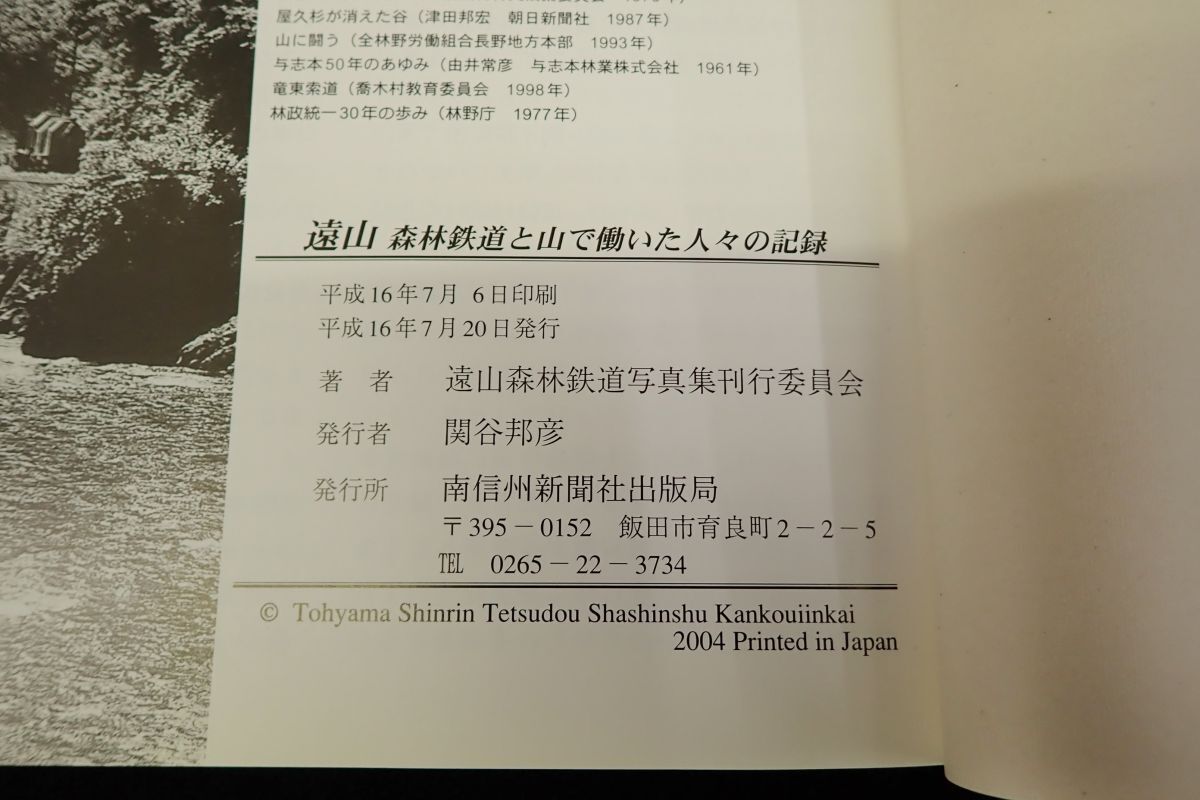 屋久杉が消えた谷（津田邦宏　朝日新聞社　1987年）
山に闘う（全林野労働組合長野地方本部　1993年）
与志本50年のあゆみ（由井常彦　与志本林業株式会社　1961年）
竜東索道（喬木村教育委員会　1998年）
林政統一30年の歩み（林野庁　1977年）
遠山 森林鉄道と山で働いた人々の記録
平成16年7月 6日印刷
平成16年7月20日発行
著　者　遠山森林鉄道写真集刊行委員会
発行者　関谷邦彦
発行所　南信州新聞社出版局
〒395－0152　飯田市育良町2－2－5
TEL　0265－22－3734
© Tohyama Shinrin Tetsudou Shashinshu Kankouiinkai
2004 Printed in Japan